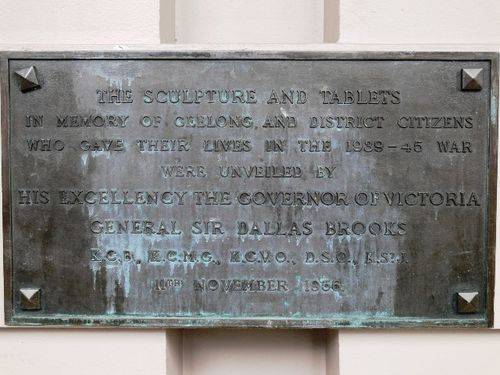 THE SCULPTURE AND TABLETS
IN MEMORY OF GEELONG AND DISTRICT CITIZENS
WHO GAVE THEIR LIVES IN THE 1939-45 WAR
WERE UNVEILED BY
HIS EXCELLENCY THE GOVERNOR OF VICTORIA
GENERAL SIR DALLAS BROOKS
K.C.B., K.C.M.G., K.C.V.O., D.S.O., K.ST.J.
11TH NOVEMBER 1956